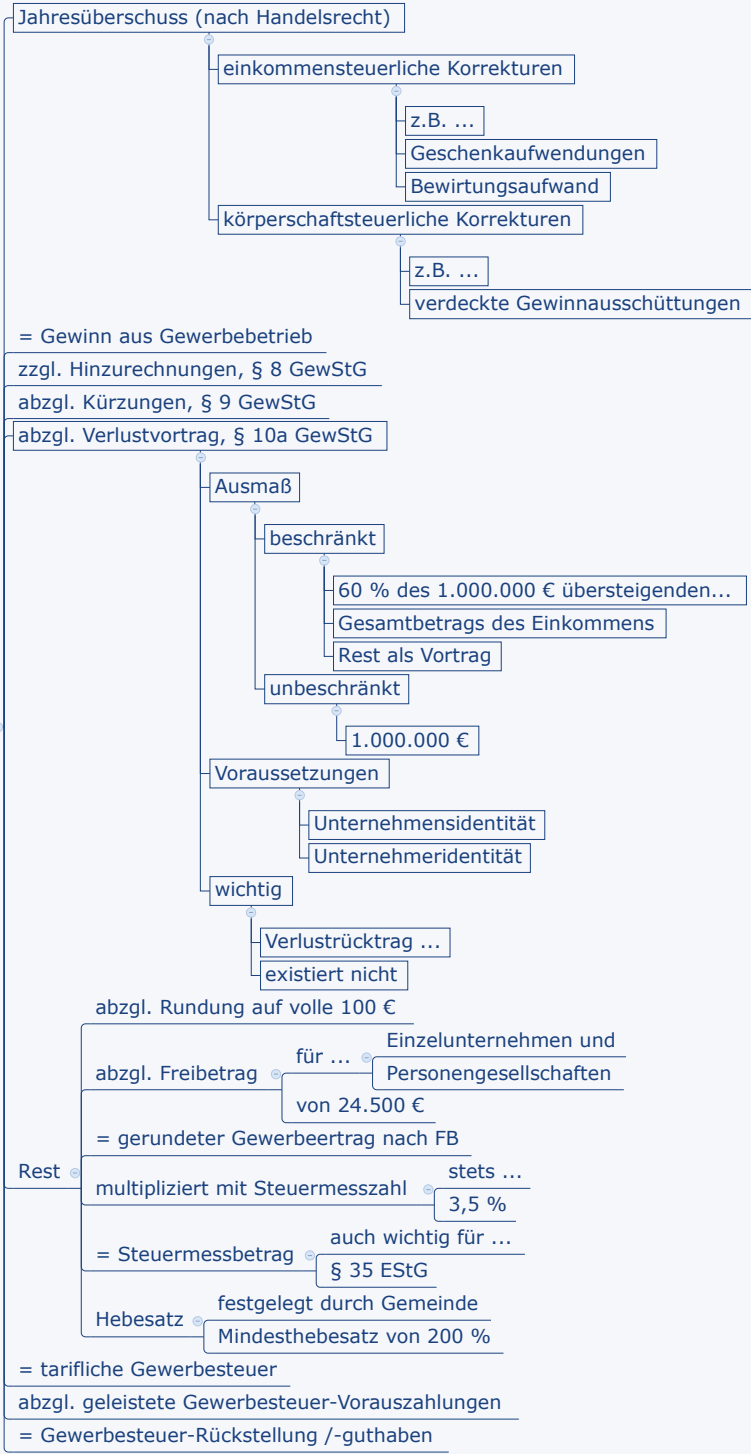 Jahresüberschuss (nach Handelsrecht)
einkommensteuerliche Korrekturen
z.B. ...
Geschenkaufwendungen
Bewirtungsaufwand
körperschaftsteuerliche Korrekturen
z.B. ...
verdeckte Gewinnausschüttungen
= Gewinn aus Gewerbebetrieb
zzgl. Hinzurechnungen, § 8 GewStG
abzgl. Kürzungen, § 9 GewStG
abzgl. Verlustvortrag, § 10a GewStG
Ausmaß
beschränkt
60 % des 1.000.000 € übersteigenden...
Gesamtbetrags des Einkommens
Rest als Vortrag
unbeschränkt
1.000.000 €
Voraussetzungen
Unternehmensidentität
Unternehmeridentität
wichtig
Verlustrücktrag ...
existiert nicht
Rest
abzgl. Rundung auf volle 100 €
abzgl. Freibetrag
für ...
Einzelunternehmen und
Personengesellschaften
von 24.500 €
= gerundeter Gewerbeertrag nach FB
multipliziert mit Steuermesszahl
stets ...
3,5 %
= Steuermessbetrag
auch wichtig für ...
§ 35 EStG
Hebesatz
festgelegt durch Gemeinde
Mindesthebesatz von 200 %
= tarifliche Gewerbesteuer
abzgl. geleistete Gewerbesteuer-Vorauszahlungen
= Gewerbesteuer-Rückstellung /-guthaben